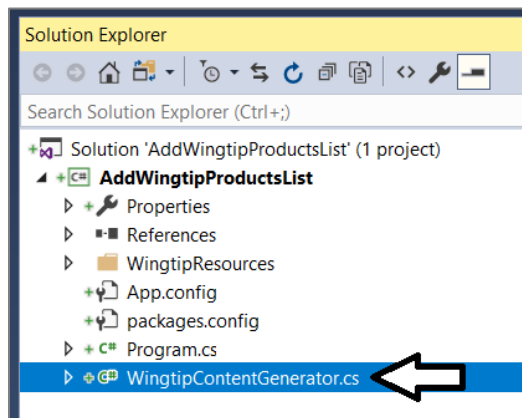 Solution Explorer
Search Solution Explorer (Ctrl+;)
Solution 'AddWingtipProductsList' (1 project)
C# AddWingtipProductsList
Properties
References
WingtipResources
App.config
packages.config
C# Program.cs
C# WingtipContentGenerator.cs